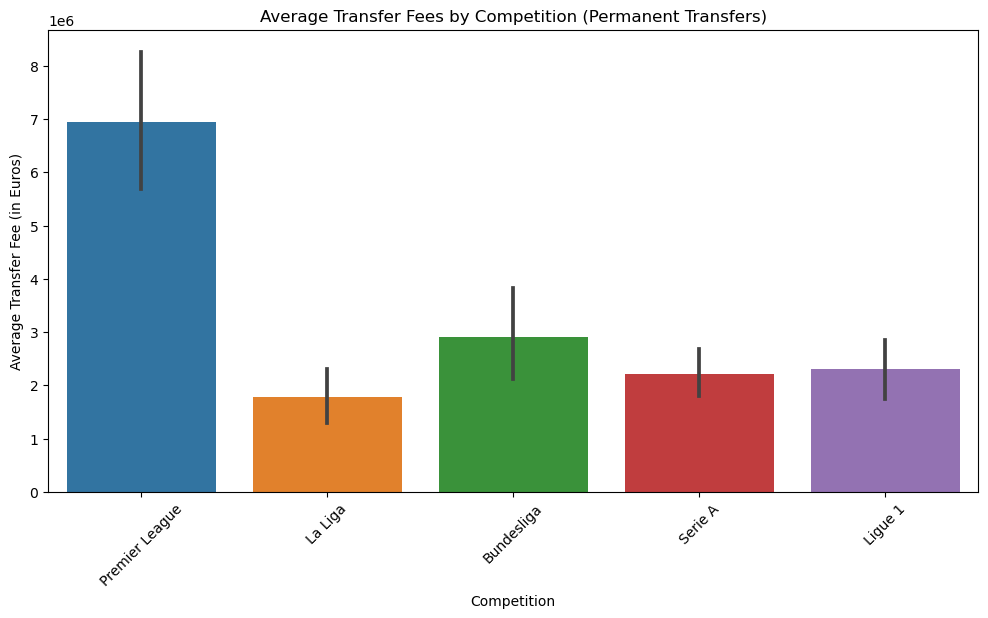 Average Transfer Fees by Competition (Permanent Transfers)
1e6
8
7
6
5
4
3
2
1
0
Average Transfer Fee (in Euros)
Premier League
La Liga
Bundesliga
Serie A
Ligue 1
Competition